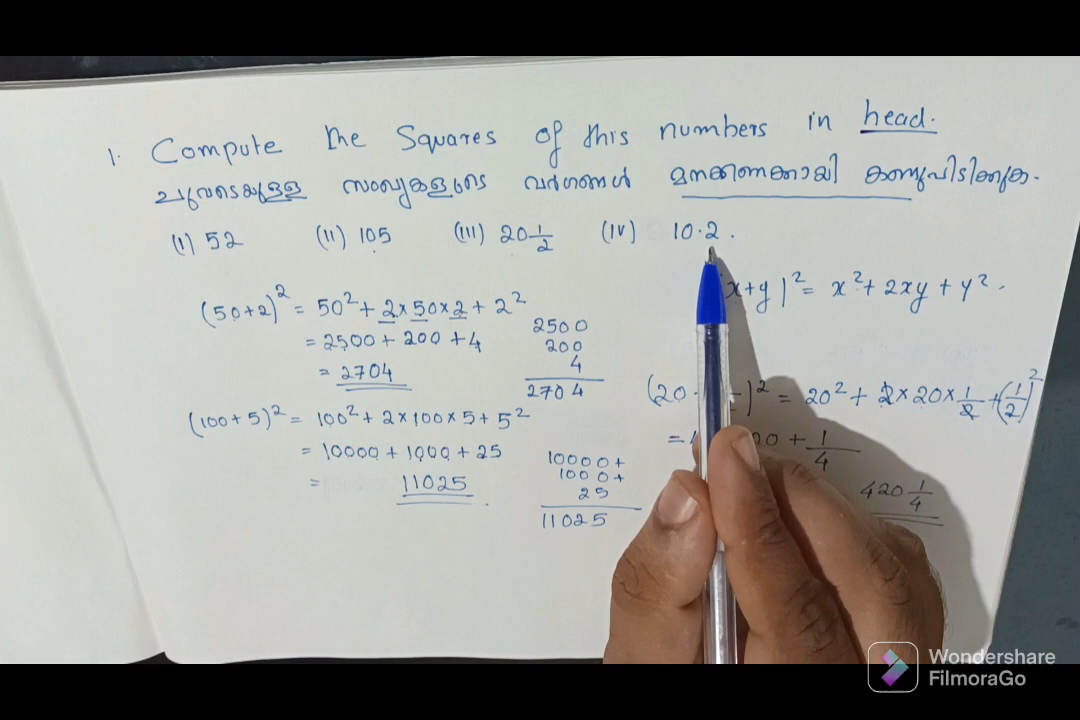 1. Compute the Squares of this numbers in head.
ചുവടെയുള്ള സംഖ്യകളുടെ വർഗങ്ങൾ മനക്കണക്കായി കണ്ടുപിടിക്കുക.
(I) 52 (II) 105 (III) 20 1/2 (IV) 10.2.
x+y)² = x² + 2xy + y².
(50+2)² = 50² + 2×50×2 + 2²
= 2500 + 200 + 4
= 2704
2500
200
4
2704
(100+5)² = 100² + 2×100×5 + 5²
= 10000 + 1000 + 25
= 11025
10000+
1000+
25
11025
(20 )² = 20² + 2×20×1/2 + (1/2)²
= 20 + 1/4
420 1/4
Wondershare
FilmoraGo